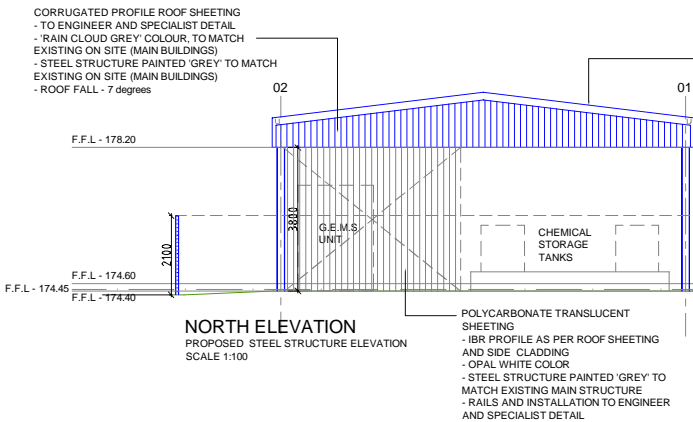 CORRUGATED PROFILE ROOF SHEETING
- TO ENGINEER AND SPECIALIST DETAIL
- 'RAIN CLOUD GREY' COLOUR, TO MATCH
EXISTING ON SITE (MAIN BUILDINGS)
- STEEL STRUCTURE PAINTED 'GREY' TO MATCH
EXISTING ON SITE (MAIN BUILDINGS)
- ROOF FALL - 7 degrees
02
01
F.F.L - 178.20
3800
G.E.M.S
UNIT
CHEMICAL
STORAGE
TANKS
2100
F.F.L - 174.60
F.F.L - 174.45
F.F.L - 174.40
NORTH ELEVATION
PROPOSED STEEL STRUCTURE ELEVATION
SCALE 1:100
POLYCARBONATE TRANSLUCENT
SHEETING
- IBR PROFILE AS PER ROOF SHEETING
AND SIDE CLADDING
- OPAL WHITE COLOR
- STEEL STRUCTURE PAINTED 'GREY' TO
MATCH EXISTING MAIN STRUCTURE
- RAILS AND INSTALLATION TO ENGINEER
AND SPECIALIST DETAIL